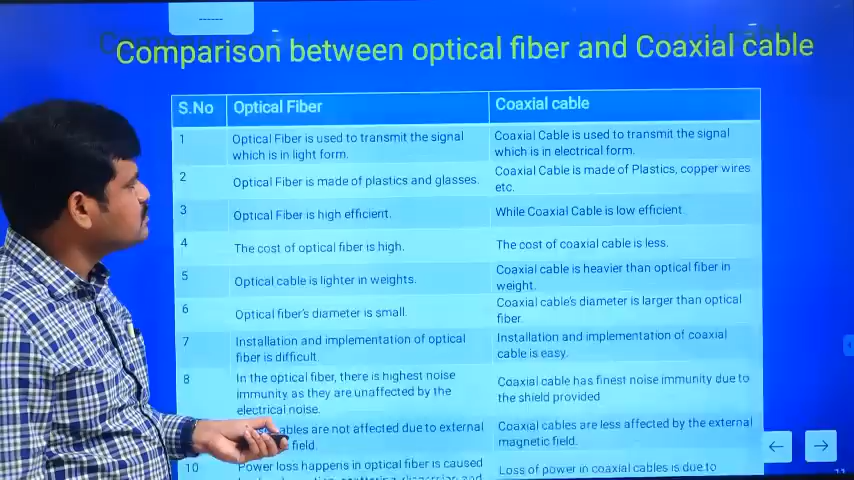 ------
Comparison between optical fiber and Coaxial cable
S.No Optical Fiber Coaxial cable
1 Optical Fiber is used to transmit the signal
which is in light form.
Coaxial Cable is used to transmit the signal
which is in electrical form.
2 Optical Fiber is made of plastics and glasses.
Coaxial Cable is made of Plastics, copper wires
etc.
3 Optical Fiber is high efficient.
While Coaxial Cable is low efficient.
4 The cost of optical fiber is high.
The cost of coaxial cable is less.
5 Optical cable is lighter in weights.
Coaxial cable is heavier than optical fiber in
weight.
6 Optical fiber's diameter is small.
Coaxial cable's diameter is larger than optical
fiber.
7 Installation and implementation of optical
fiber is difficult.
Installation and implementation of coaxial
cable is easy.
8 In the optical fiber, there is highest noise
immunity as they are unaffected by the
electrical noise.
Coaxial cable has finest noise immunity due to
the shield provided
ables are not affected due to external
field.
Coaxial cables are less affected by the external
magnetic field.
10 Power loss happens in optical fiber is caused
Loss of power in coaxial cables is due to